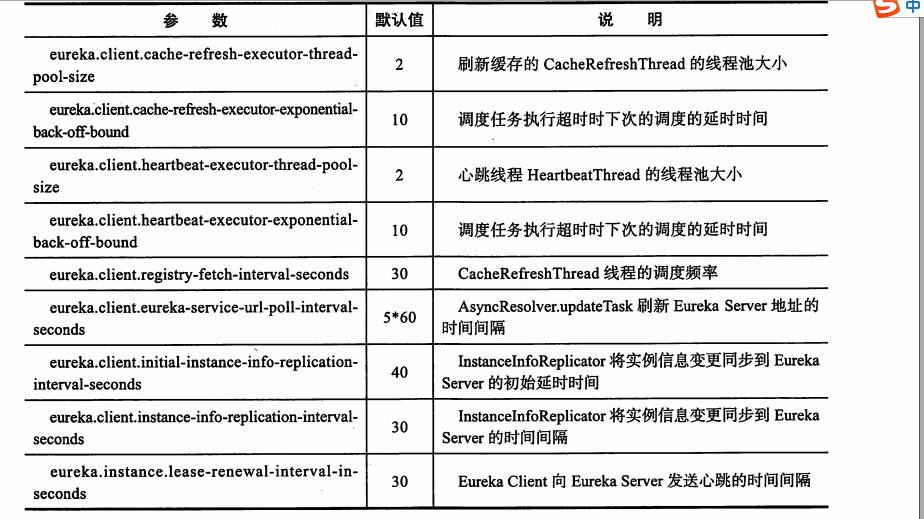 参 数 默认值 说 明
eureka.client.cache-refresh-executor-thread-
pool-size
2
刷新缓存的 CacheRefreshThread 的线程池大小
eureka.client.cache-refresh-executor-exponential-
back-off-bound
10
调度任务执行超时时下次的调度的延时时间
eureka.client.heartbeat-executor-thread-pool-
size
2
心跳线程 HeartbeatThread 的线程池大小
eureka.client.heartbeat-executor-exponential-
back-off-bound
10
调度任务执行超时时下次的调度的延时时间
eureka.client.registry-fetch-interval-seconds
30
CacheRefreshThread 线程的调度频率
eureka.client.eureka-service-url-poll-interval-
seconds
5*60
AsyncResolver.updateTask 刷新 Eureka Server 地址的
时间间隔
eureka.client.initial-instance-info-replication-
interval-seconds
40
InstanceInfoReplicator 将实例信息变更同步到 Eureka
Server 的初始延时时间
eureka.client.instance-info-replication-interval-
seconds
30
InstanceInfoReplicator 将实例信息变更同步到 Eureka
Server 的时间间隔
eureka.instance.lease-renewal-interval-in-
seconds
30
Eureka Client 向 Eureka Server 发送心跳的时间间隔
中